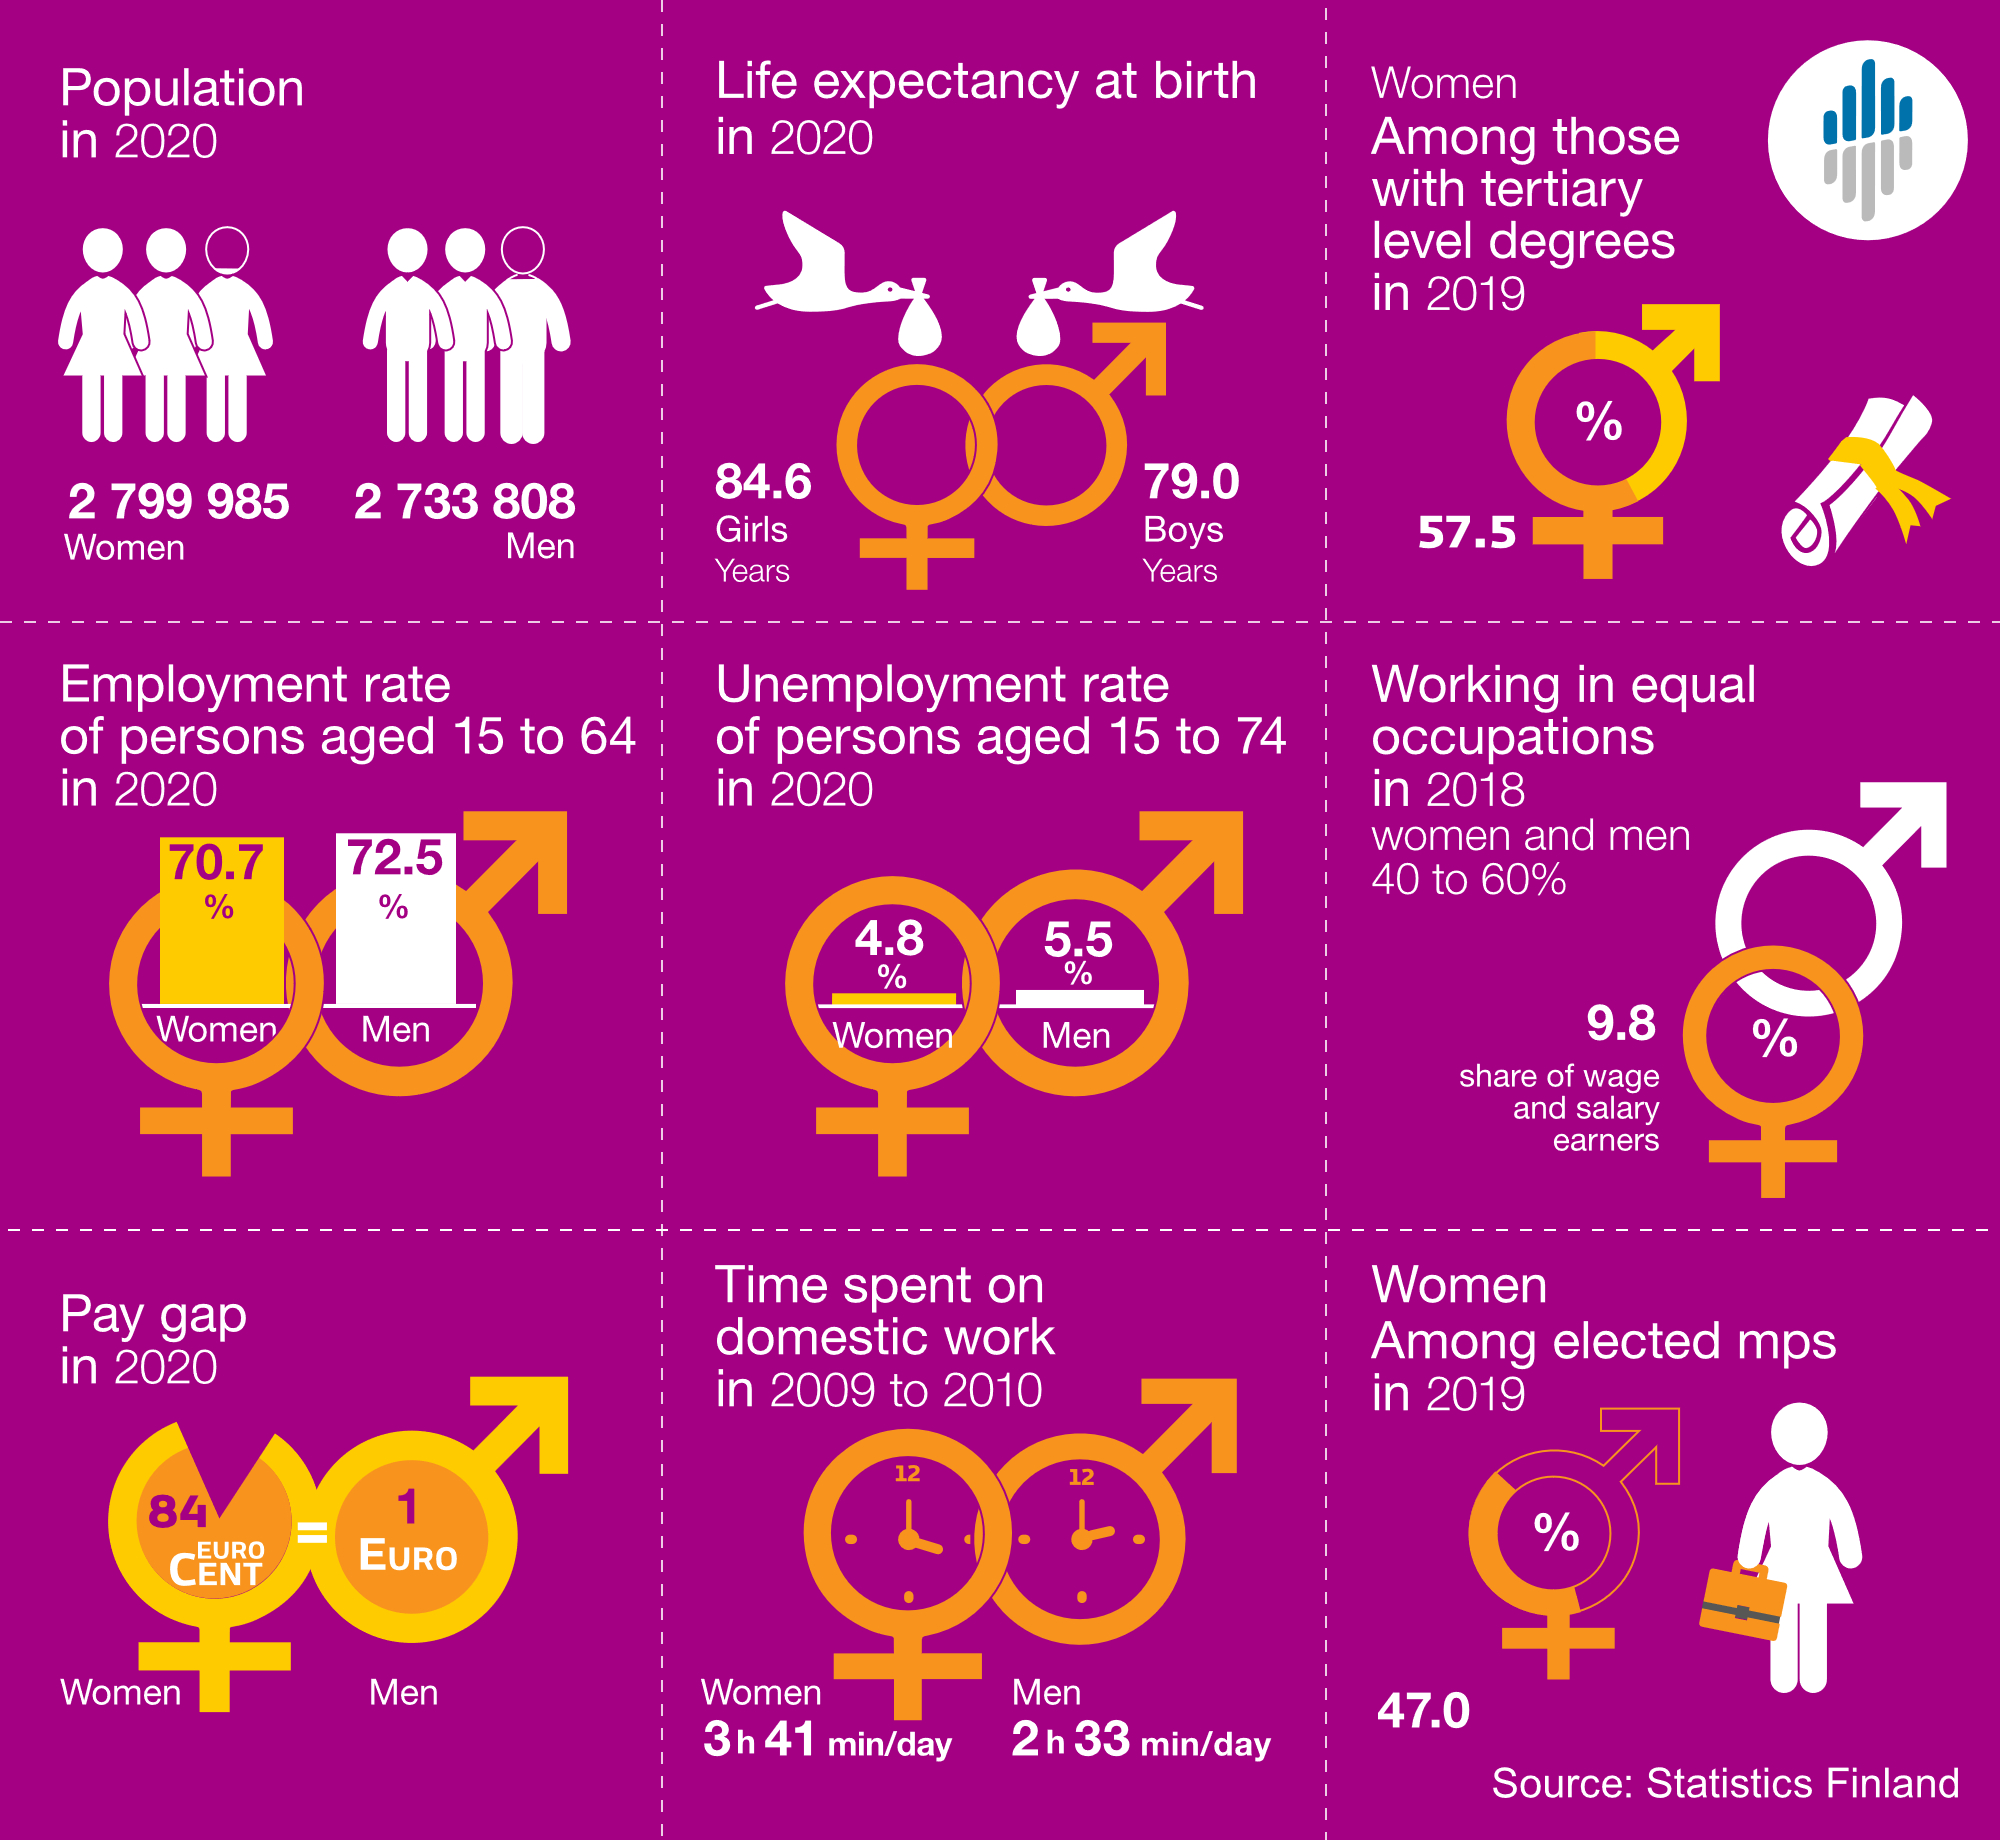 Population
in 2020
2 799 985
Women
2 733 808
Men
Life expectancy at birth
in 2020
84.6
Girls
Years
79.0
Boys
Years
Women
Among those
with tertiary
level degrees
in 2019
%
57.5
Employment rate
of persons aged 15 to 64
in 2020
70.7
%
Women
72.5
%
Men
Unemployment rate
of persons aged 15 to 74
in 2020
4.8
%
Women
5.5
%
Men
Working in equal
occupations
in 2018
women and men
40 to 60%
%
9.8
share of wage
and salary
earners
Pay gap
in 2020
84
EURO
CENT
=
1
EURO
Women
Men
Time spent on
domestic work
in 2009 to 2010
12
12
Women
3 h 41 min/day
Men
2 h 33 min/day
Women
Among elected mps
in 2019
%
47.0
Source: Statistics Finland